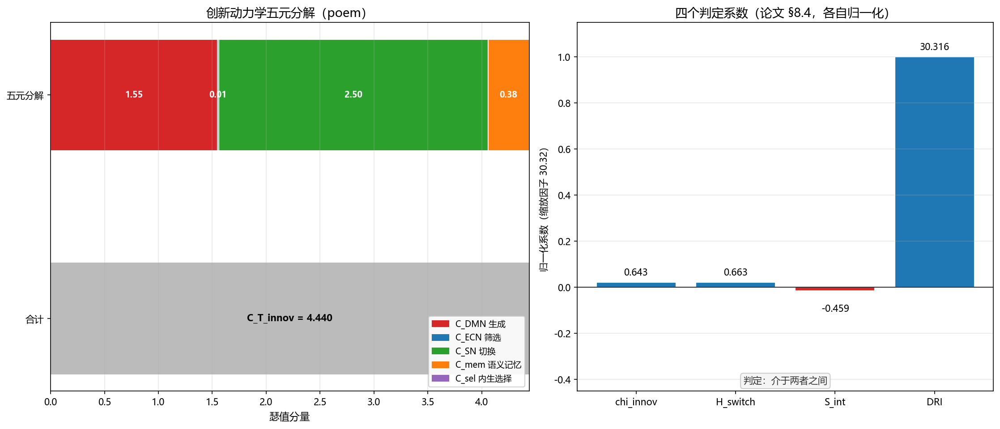 创新动力学五元分解（poem）
五元分解
1.55
0.01
2.50
0.38
合计
C_T_innov = 4.440
C_DMN 生成
C_ECN 筛选
C_SN 切换
C_mem 语义记忆
C_sel 内生选择
0.0 0.5 1.0 1.5 2.0 2.5 3.0 3.5 4.0
瑟值分量
四个判定系数（论文 §8.4，各自归一化）
归一化系数（缩放因子 30.32）
1.0
0.8
0.6
0.4
0.2
0.0
-0.2
-0.4
0.643
0.663
-0.459
30.316
判定：介于两者之间
chi_innov H_switch S_int DRI